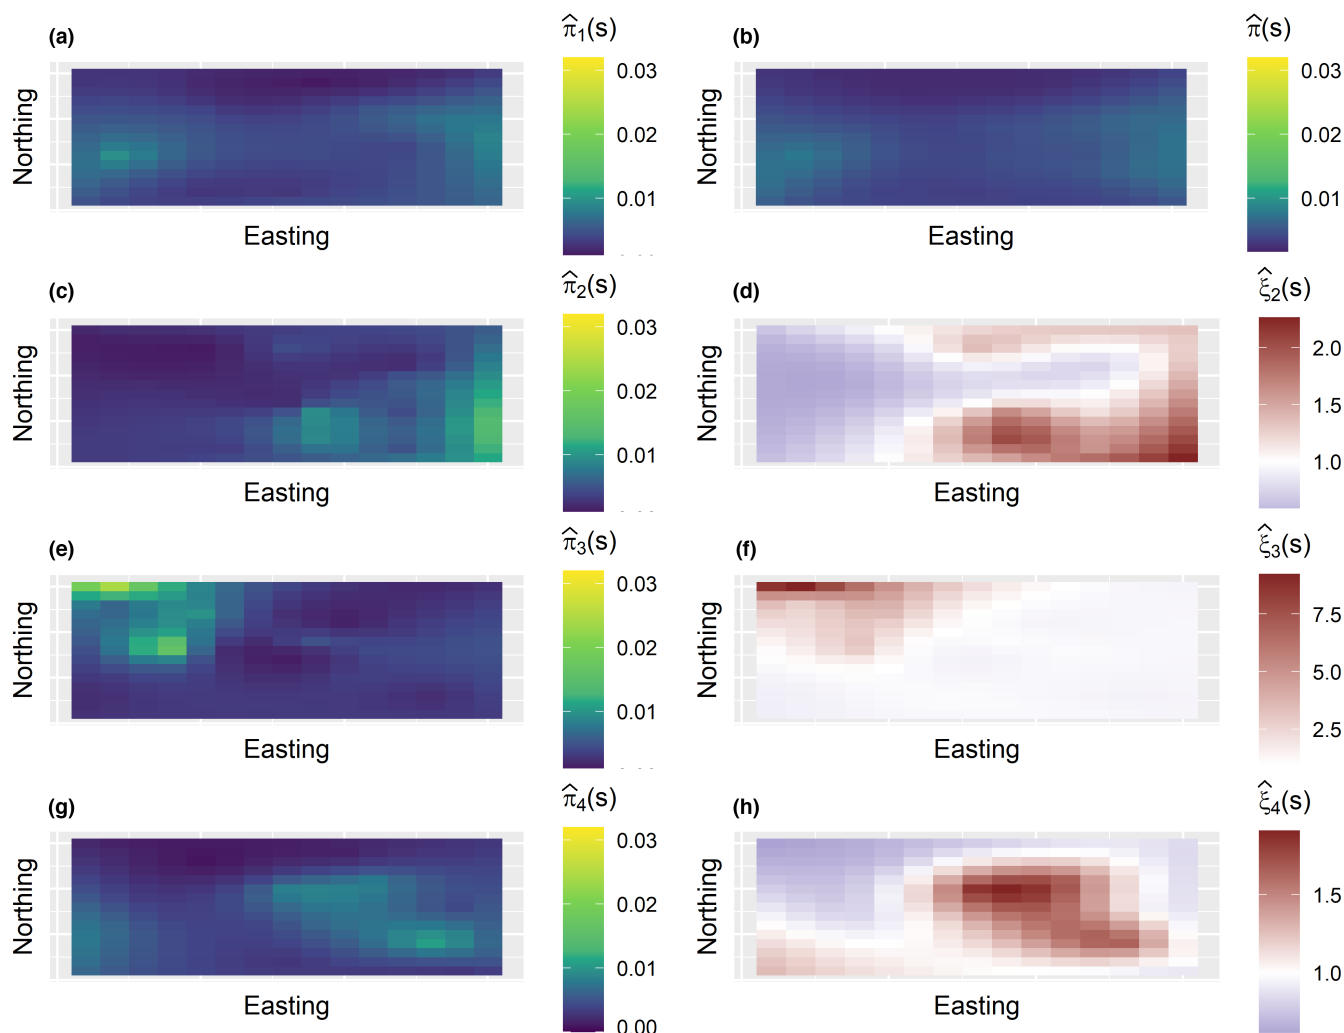 (a)
π̂₁(s)
0.03
0.02
0.01
Northing
Easting
(b)
π̂(s)
0.03
0.02
0.01
Northing
Easting
(c)
π̂₂(s)
0.03
0.02
0.01
Northing
Easting
(d)
ξ̂₂(s)
2.0
1.5
1.0
Northing
Easting
(e)
π̂₃(s)
0.03
0.02
0.01
Northing
Easting
(f)
ξ̂₃(s)
7.5
5.0
2.5
Northing
Easting
(g)
π̂₄(s)
0.03
0.02
0.01
0.00
Northing
Easting
(h)
ξ̂₄(s)
1.5
1.0
Northing
Easting